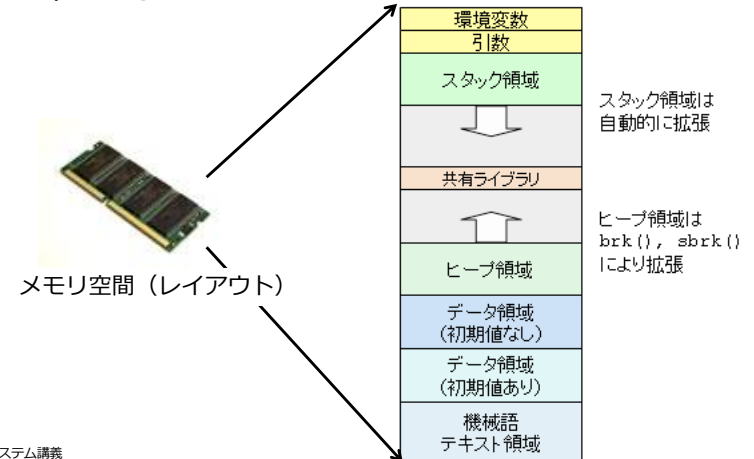 環境変数
引数
スタック領域
スタック領域は
自動的に拡張
共有ライブラリ
ヒープ領域は
brk(), sbrk()
により拡張
ヒープ領域
メモリ空間（レイアウト）
データ領域
(初期値なし)
データ領域
(初期値あり)
機械語
テキスト領域
ステム講義